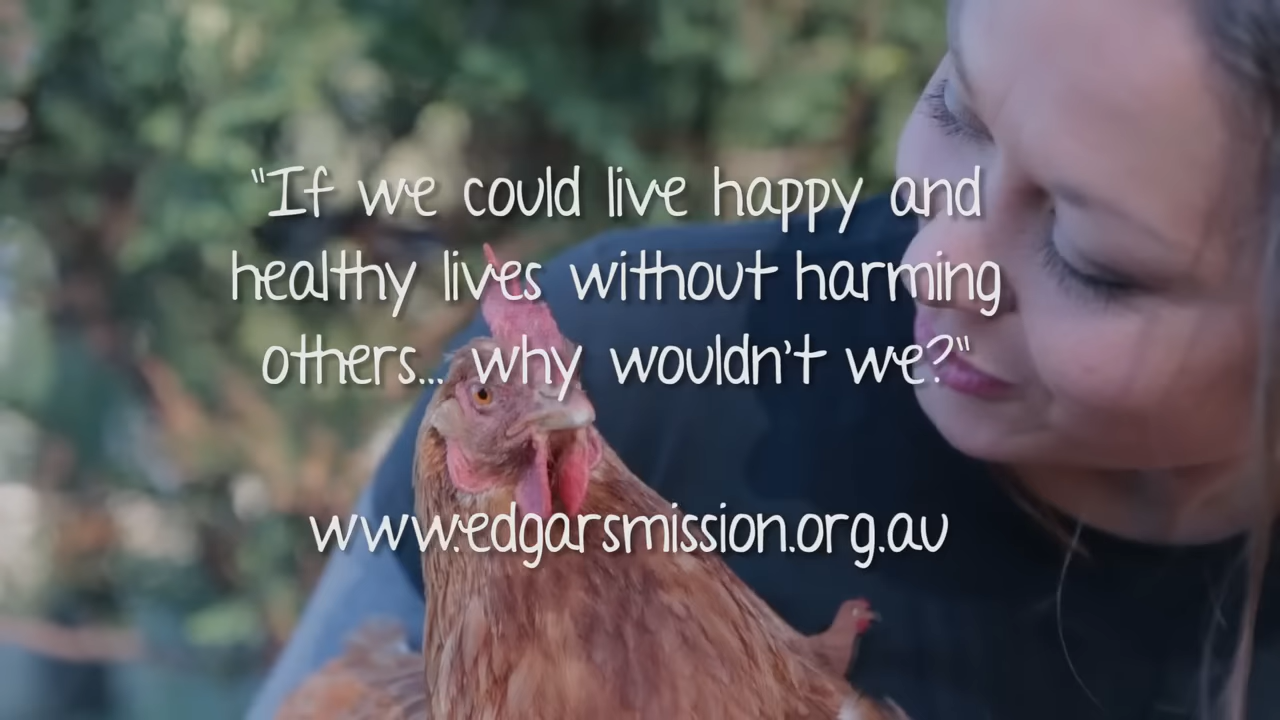 "If we could live happy and
healthy lives without harming
others... why wouldn't we?"
www.edgarsmission.org.au